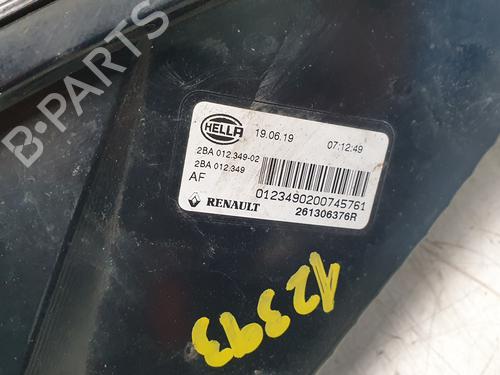 B-PARTS
HELLA 19.06.19 07:12:49
2BA 012.349-02
2BA 012.349
AF
0123490200745761
RENAULT 261306376R
12393